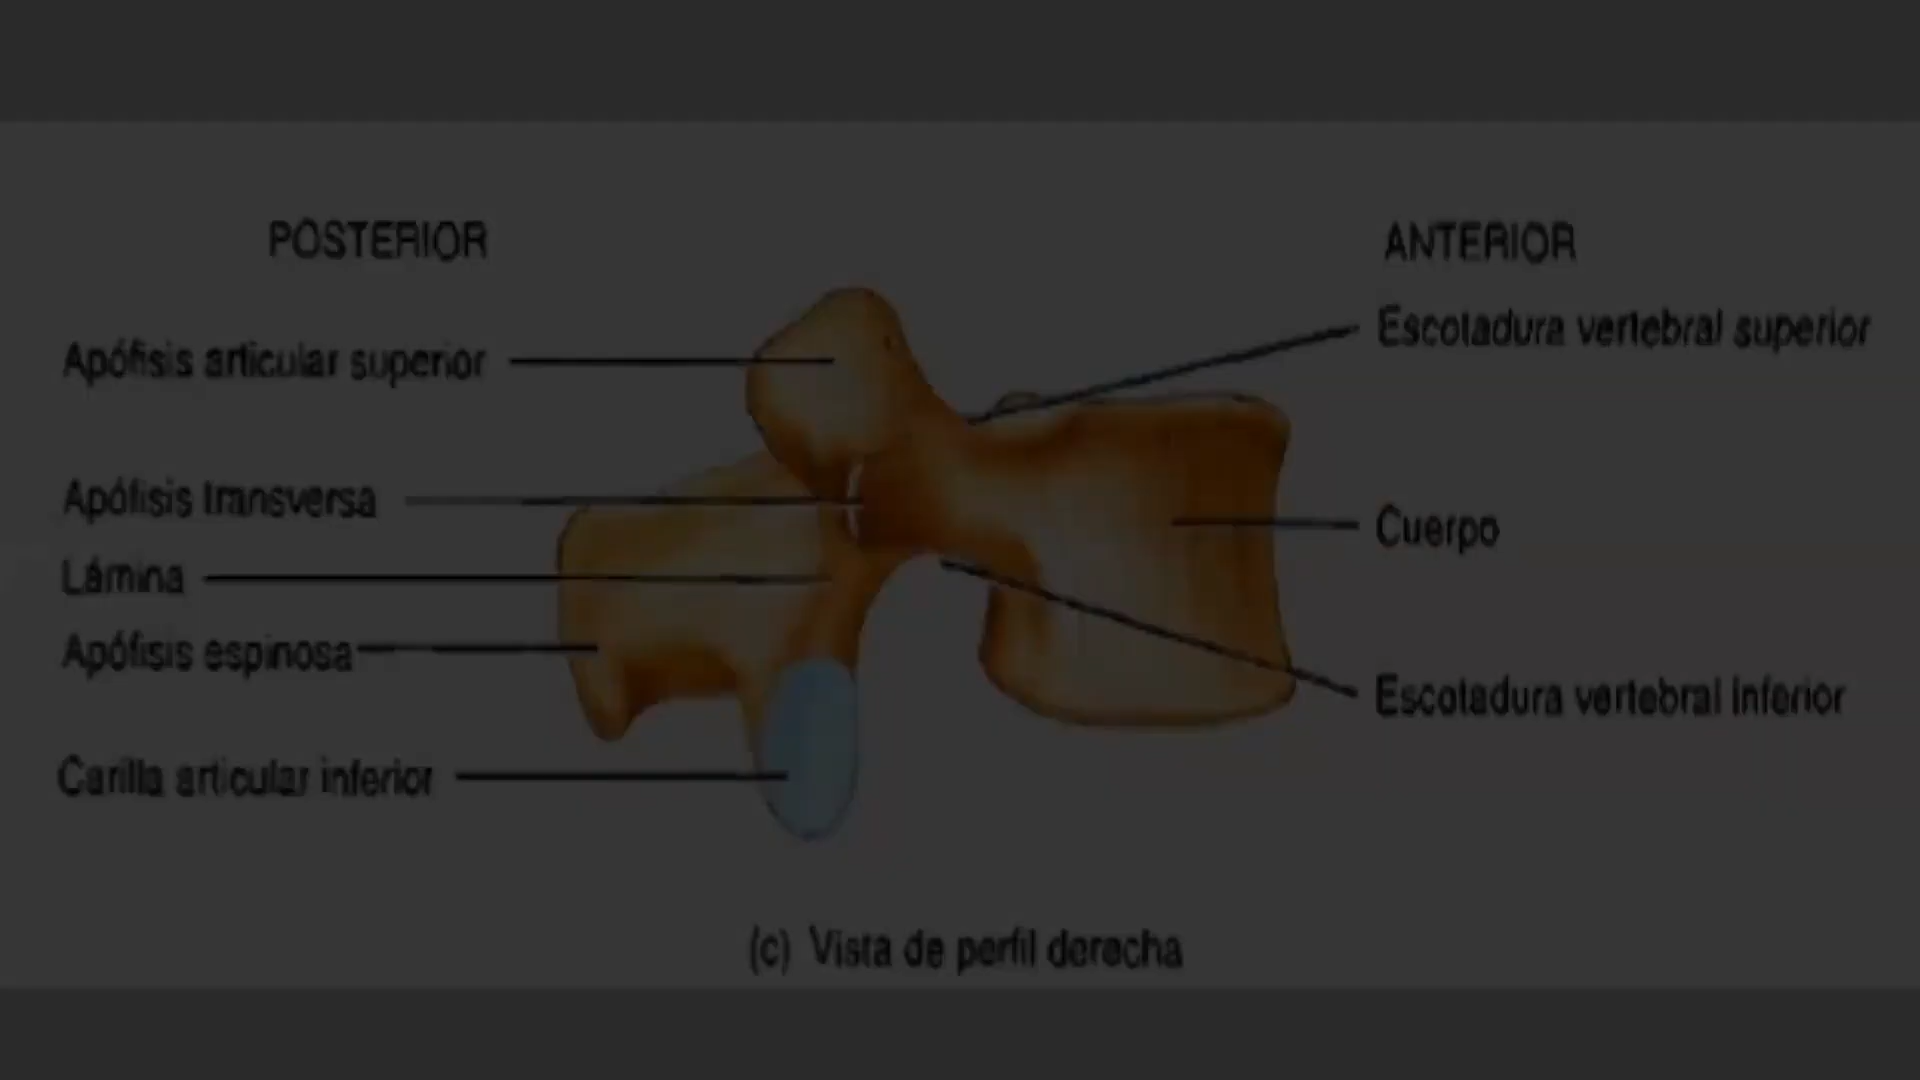 POSTERIOR
ANTERIOR
Apófisis articular superior
Escotadura vertebral superior
Apófisis transversa
Cuerpo
Lámina
Apófisis espinosa
Escotadura vertebral inferior
Carilla articular inferior
(c) Vista de perfil derecha